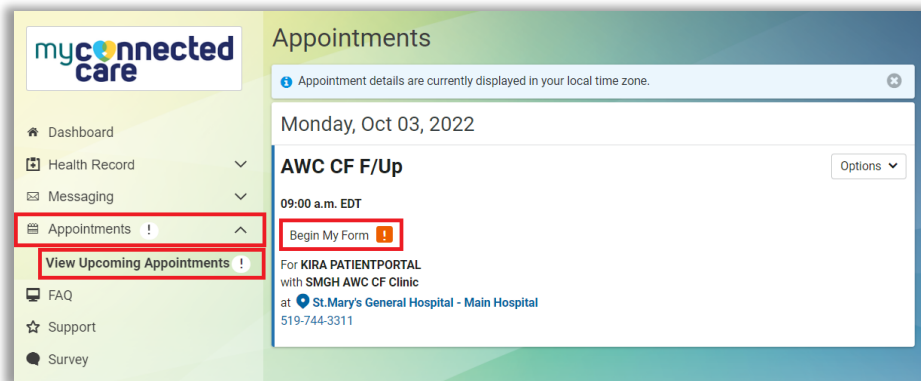 myconnected
care
Dashboard
Health Record
Messaging
Appointments !
View Upcoming Appointments !
FAQ
Support
Survey
Appointments
Appointment details are currently displayed in your local time zone.
Monday, Oct 03, 2022
AWC CF F/Up
Options
09:00 a.m. EDT
Begin My Form !
For KIRA PATIENTPORTAL
with SMGH AWC CF Clinic
at St.Mary's General Hospital - Main Hospital
519-744-3311